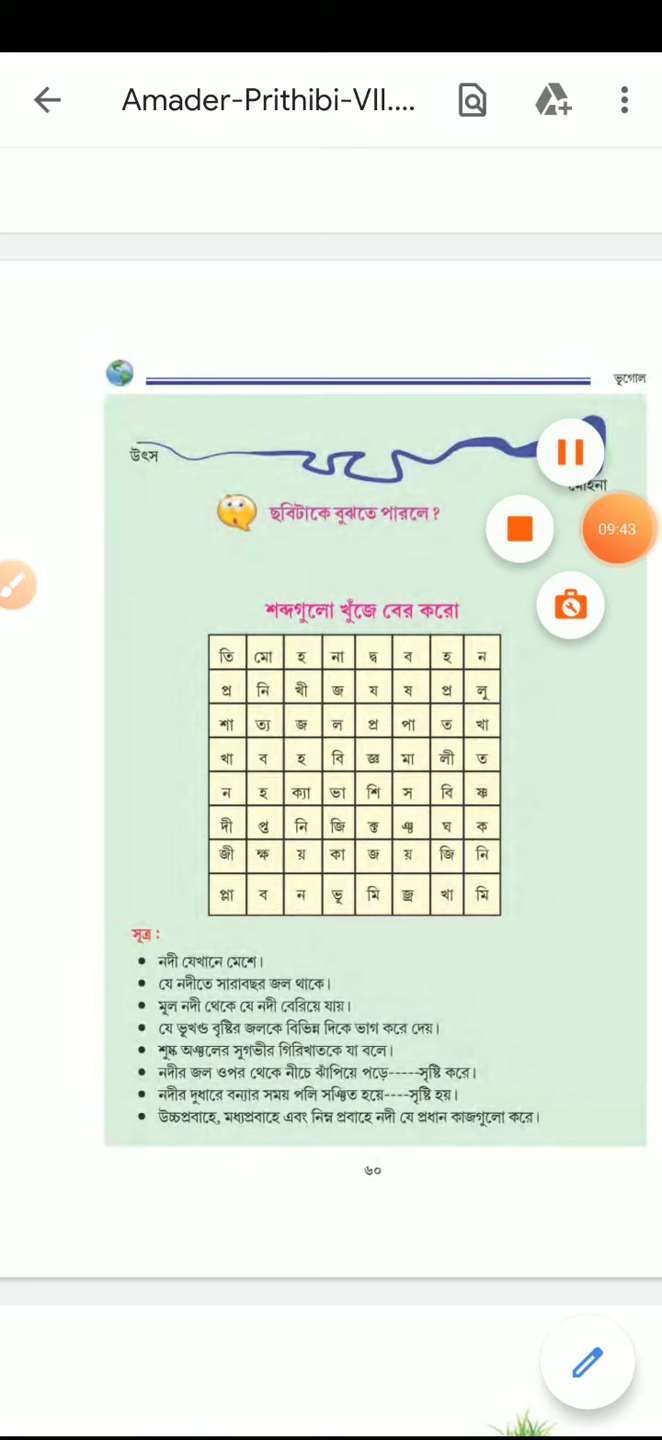 Amader-Prithibi-VII....
ভূগোল
উৎস
ছবিটাকে বুঝতে পারলে?
09:43
শব্দগুলো খুঁজে বের করো
তি মো হ না দ্ব ব হ ন
প্র নি খী জ য ষ প্র লু
শা ত্য জ ল প্র পা ত খা
খা ব হ বি জ্ঞ মা লী ত
ন হ ক্যা ভা শি স বি ষ্ণ
দী প্ত নি জি ক্ত ঞ্চ ঘ ক
জী ক্ষ য় কা জ য় জি নি
প্লা ব ন ভূ মি জ্র খা মি
সূত্র :
• নদী যেখানে মেশে।
• যে নদীতে সারাবছর জল থাকে।
• মূল নদী থেকে যে নদী বেরিয়ে যায়।
• যে ভূখণ্ড বৃষ্টির জলকে বিভিন্ন দিকে ভাগ করে দেয়।
• শুষ্ক অঞ্চলের সুগভীর গিরিখাতকে যা বলে।
• নদীর জল ওপর থেকে নীচে ঝাঁপিয়ে পড়ে-----সৃষ্টি করে।
• নদীর দুধারে বন্যার সময় পলি সঞ্চিত হয়ে----সৃষ্টি হয়।
• উচ্চপ্রবাহে, মধ্যপ্রবাহে এবং নিম্ন প্রবাহে নদী যে প্রধান কাজগুলো করে।
৬০